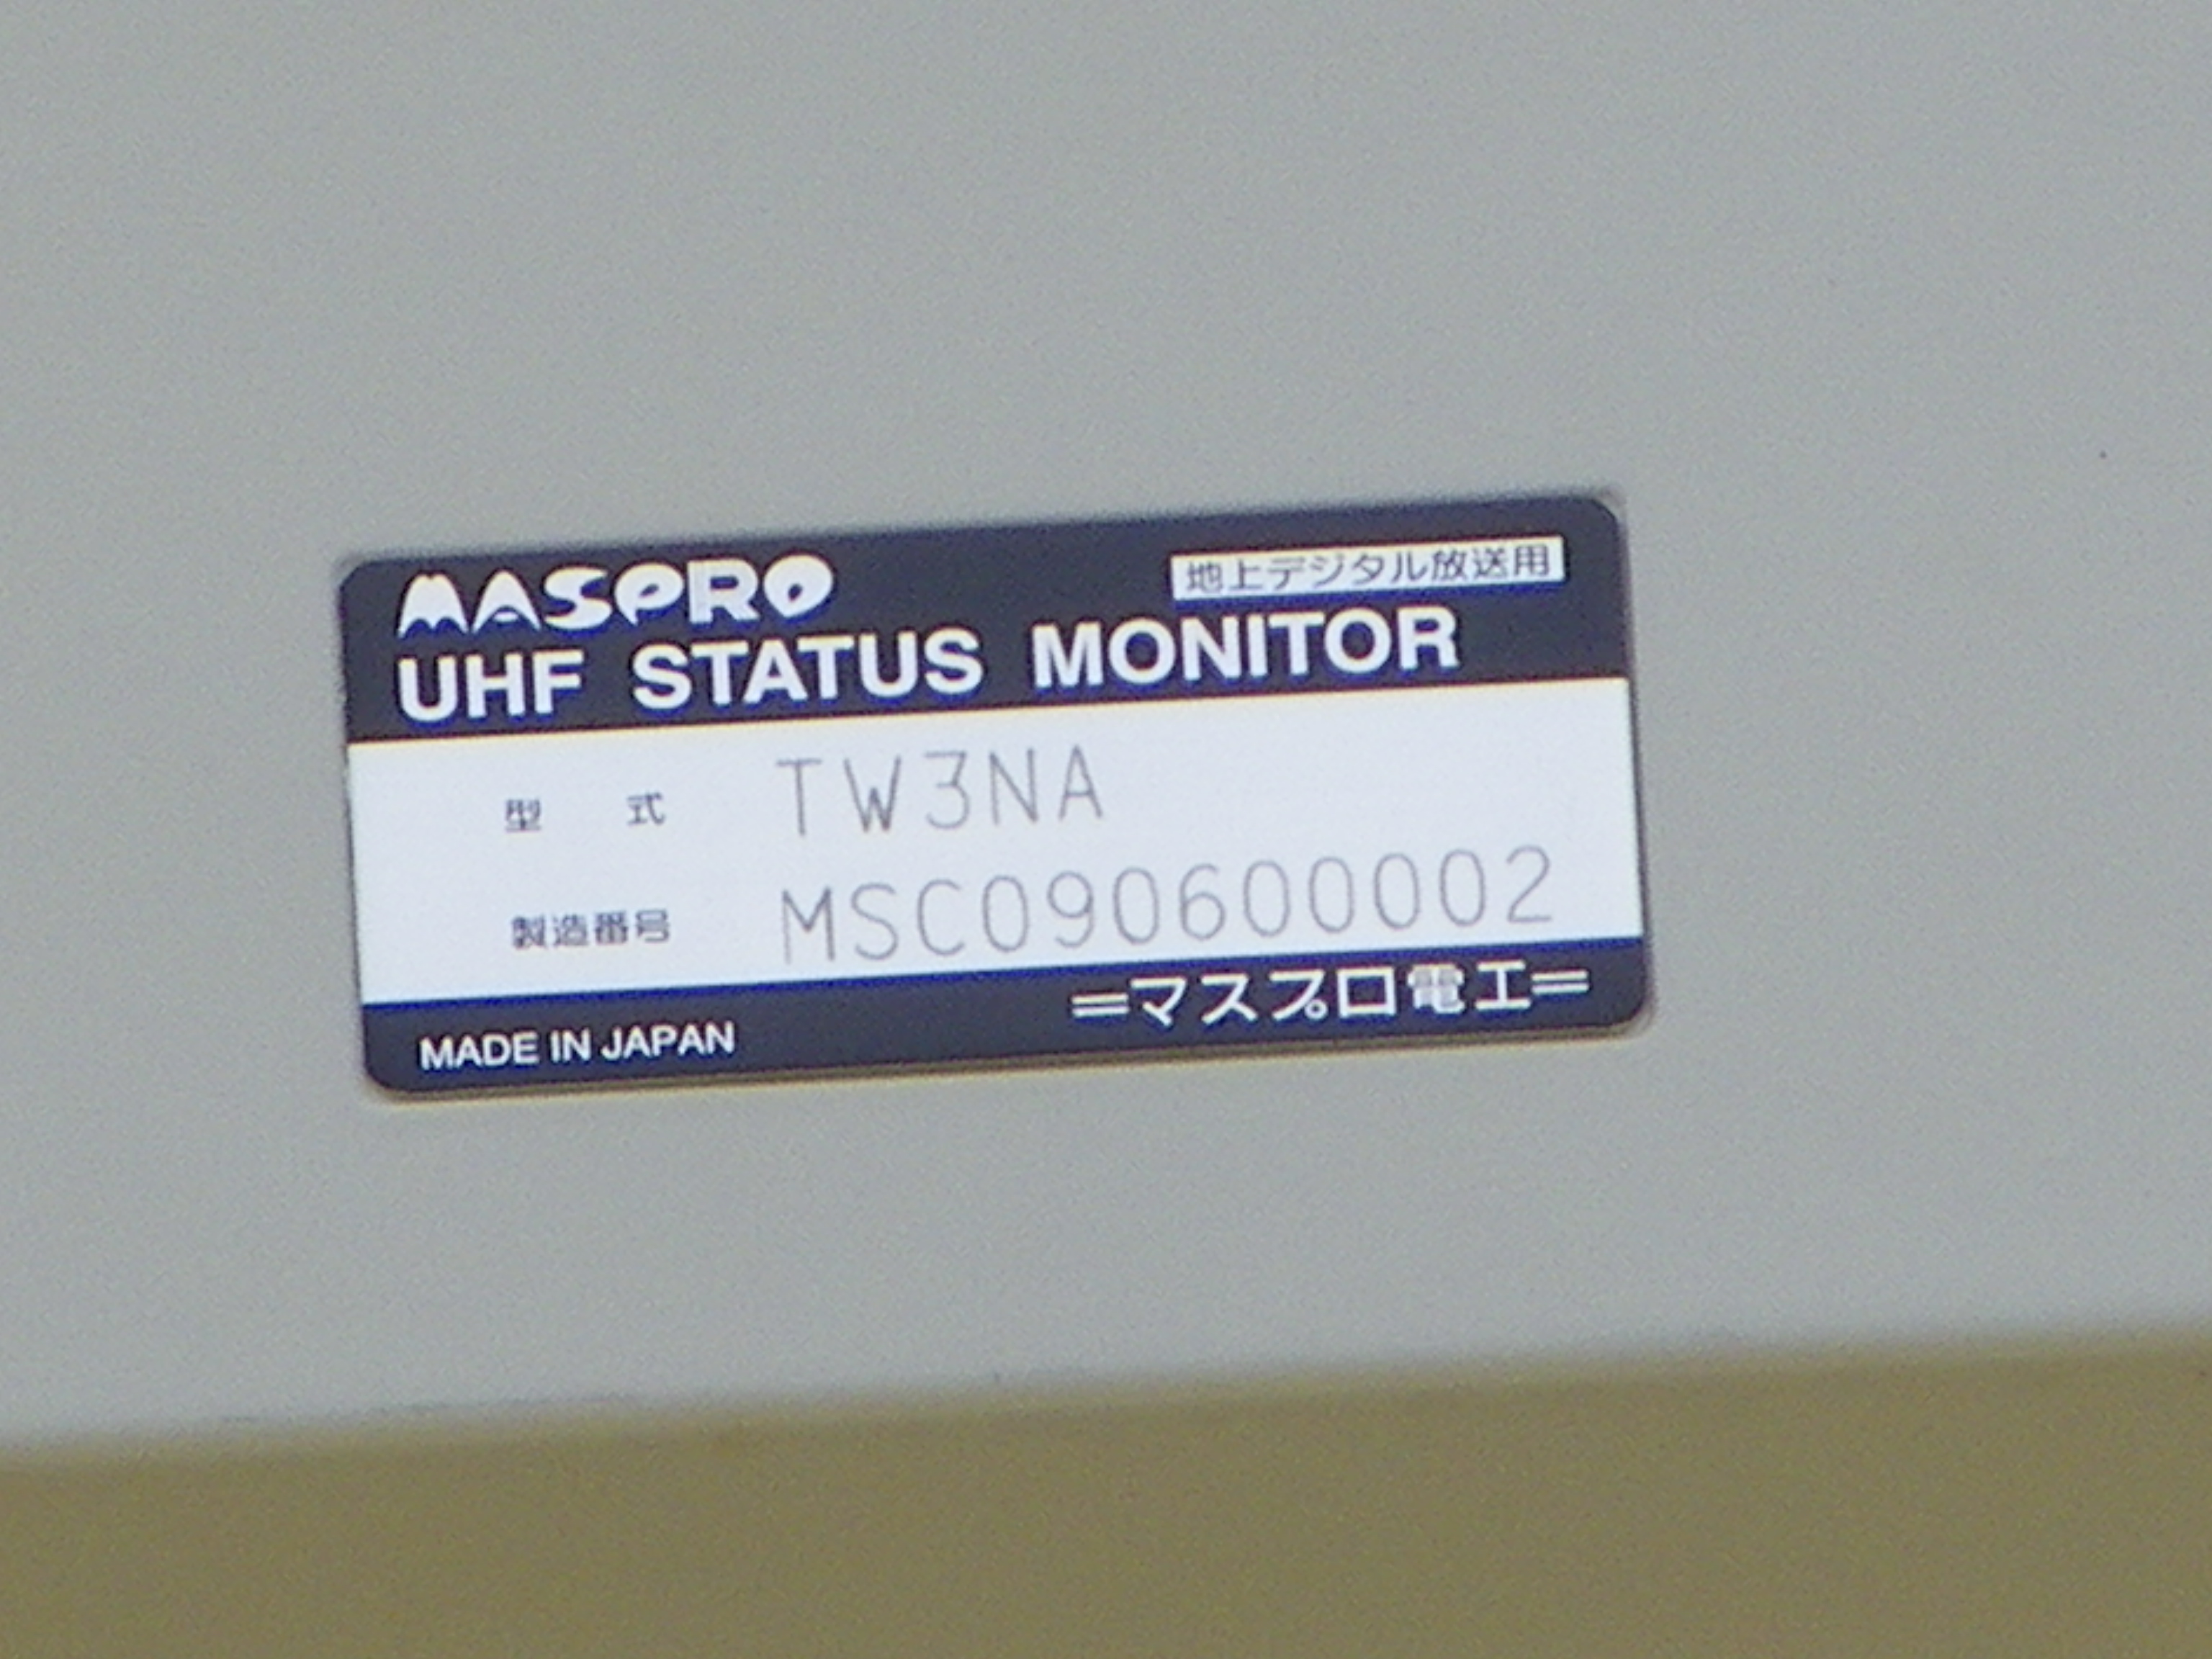 MASPRO 地上デジタル放送用
UHF STATUS MONITOR
型 式 TW3NA
製造番号 MSC090600002
MADE IN JAPAN =マスプロ電工=